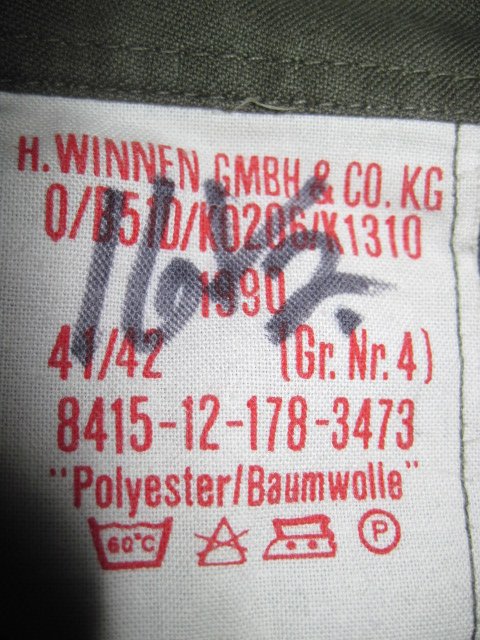 H. WINNEN GMBH & CO. KG
0/B510/K0206/K1310
1990
41/42 (Gr. Nr. 4)
8415-12-178-3473
"Polyester/Baumwolle"
60°C P